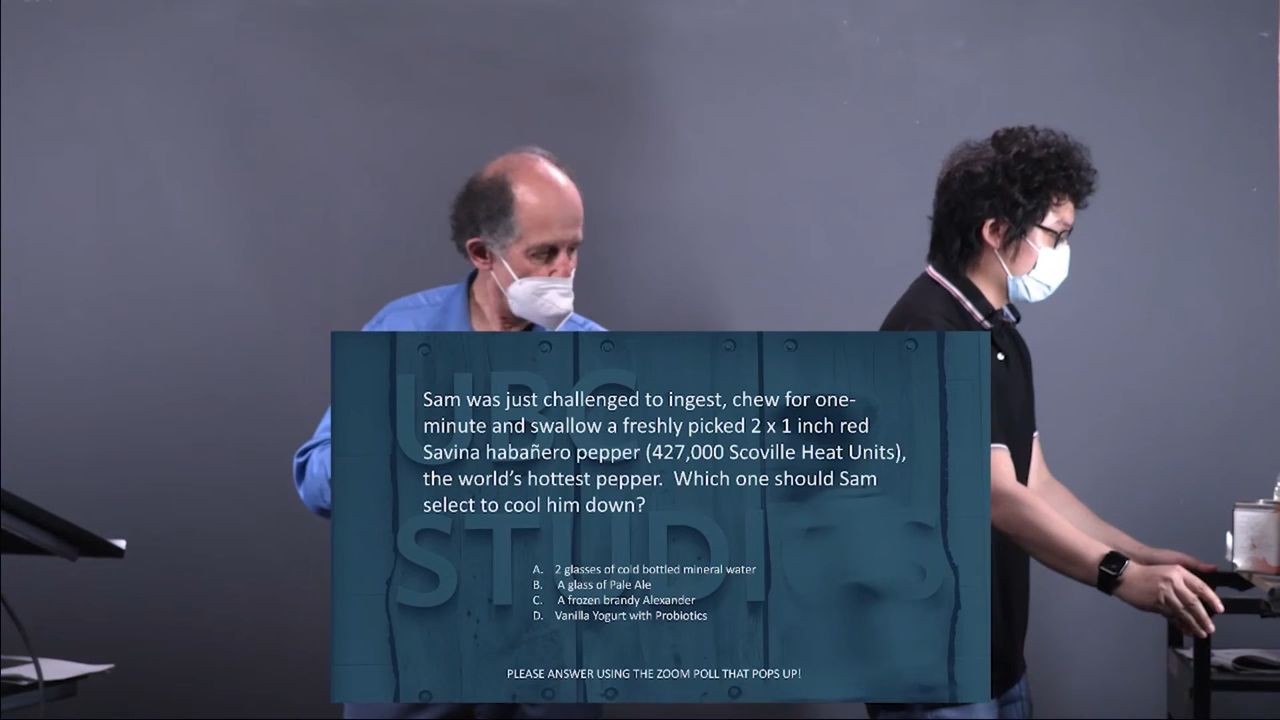 UBC
STUDIOS
Sam was just challenged to ingest, chew for one-
minute and swallow a freshly picked 2 x 1 inch red
Savina habañero pepper (427,000 Scoville Heat Units),
the world's hottest pepper. Which one should Sam
select to cool him down?
A. 2 glasses of cold bottled mineral water
B. A glass of Pale Ale
C. A frozen brandy Alexander
D. Vanilla Yogurt with Probiotics
PLEASE ANSWER USING THE ZOOM POLL THAT POPS UP!